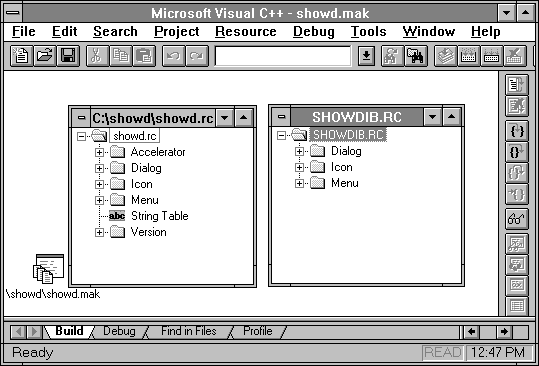 Microsoft Visual C++ - showd.mak
File Edit Search Project Resource Debug Tools Window Help
C:\showd\showd.rc
showd.rc
Accelerator
Dialog
Icon
Menu
abc String Table
Version
SHOWDIB.RC
SHOWDIB.RC
Dialog
Icon
Menu
\showd\showd.mak
Build Debug Find in Files Profile
Ready READ 12:47 PM